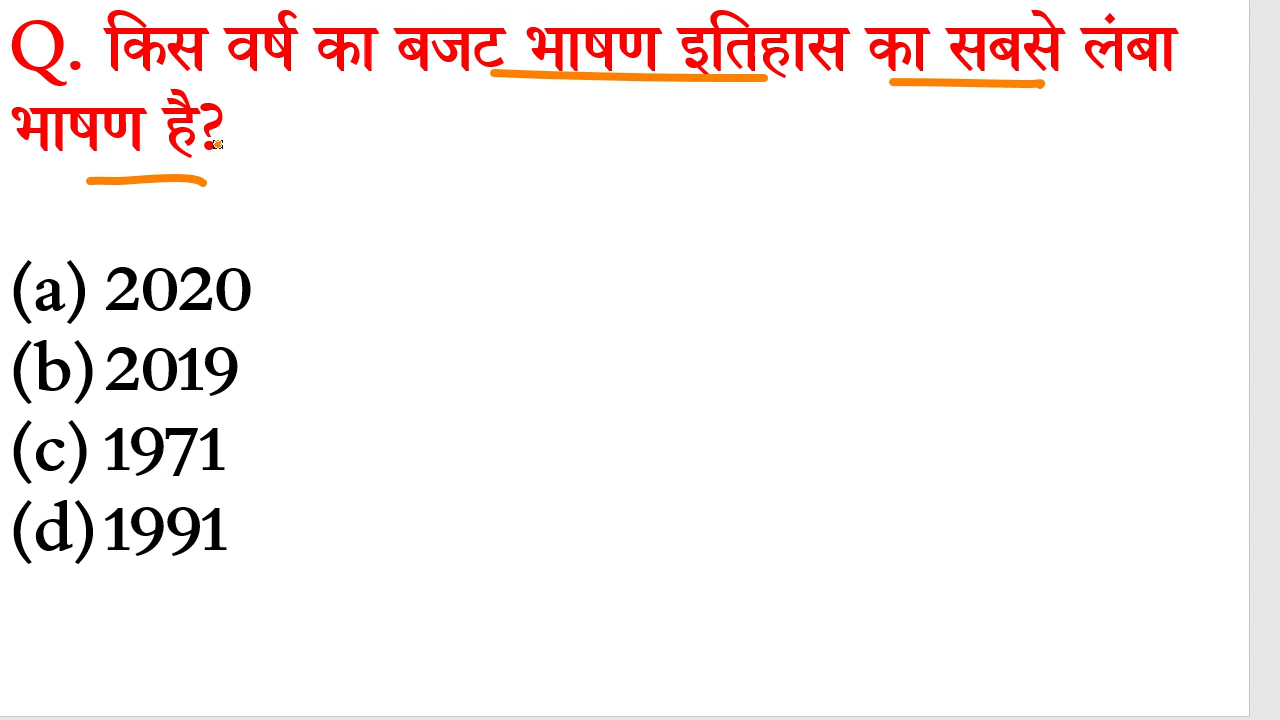 Q. किस वर्ष का बजट भाषण इतिहास का सबसे लंबा
भाषण है?
(a) 2020
(b) 2019
(c) 1971
(d) 1991